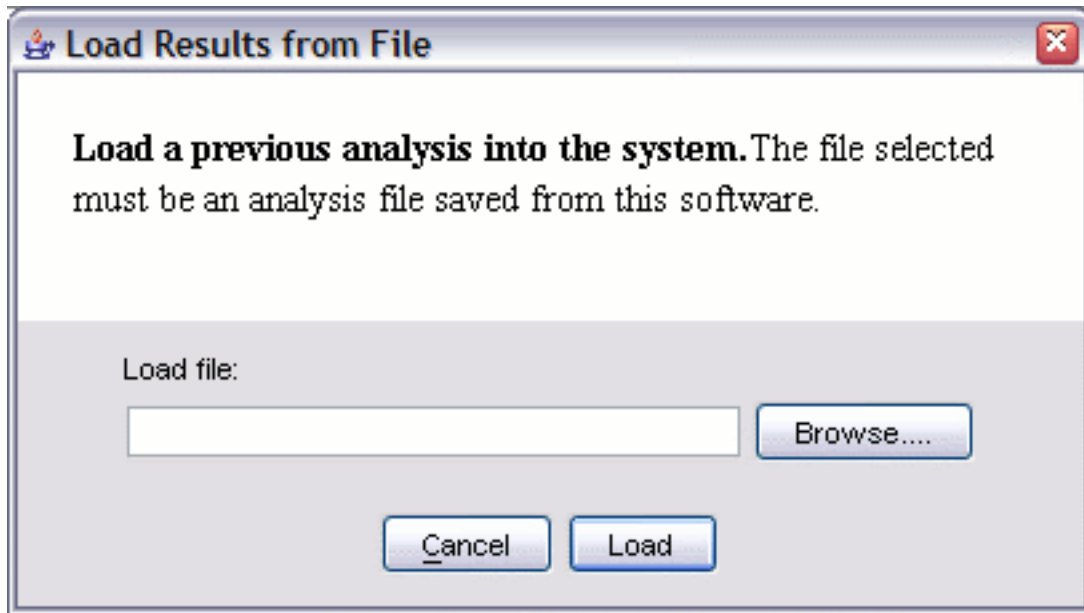 Load Results from File
Load a previous analysis into the system.The file selected
must be an analysis file saved from this software.
Load file:
Browse....
Cancel Load